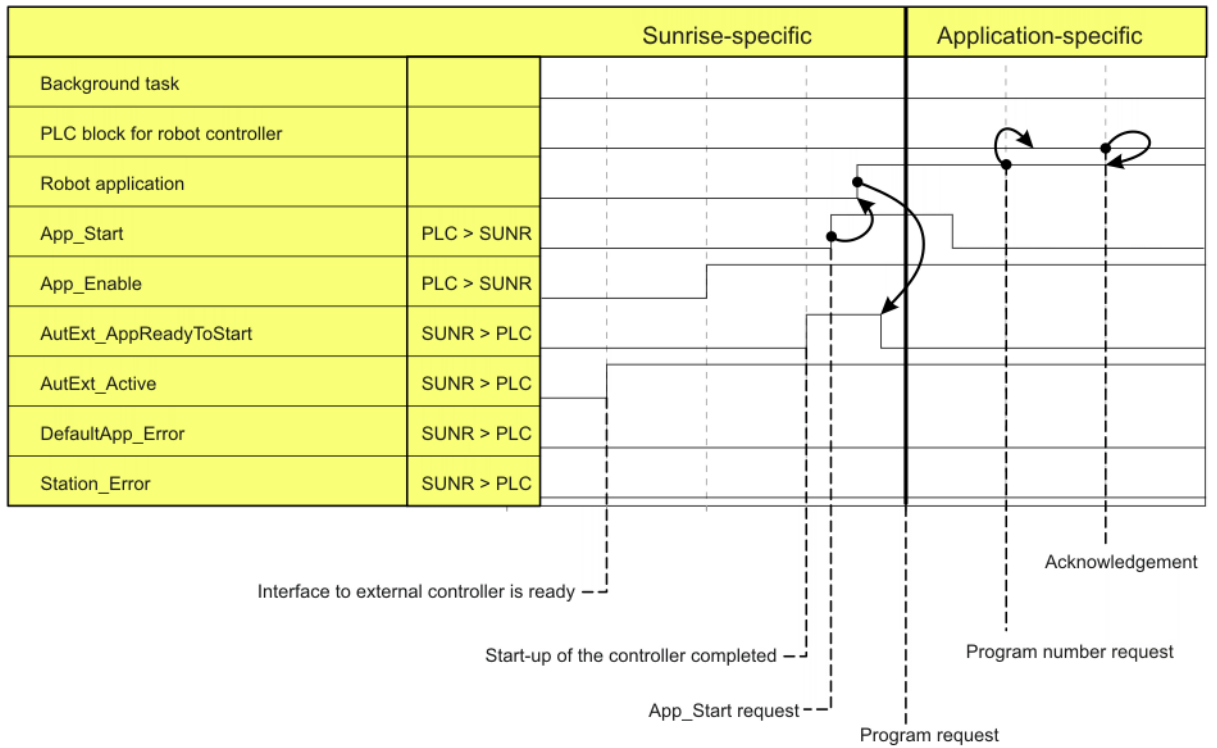 Sunrise-specific Application-specific
Background task
PLC block for robot controller
Robot application
App_Start PLC > SUNR
App_Enable PLC > SUNR
AutExt_AppReadyToStart SUNR > PLC
AutExt_Active SUNR > PLC
DefaultApp_Error SUNR > PLC
Station_Error SUNR > PLC
Acknowledgement
Interface to external controller is ready
Program number request
Start-up of the controller completed
App_Start request
Program request